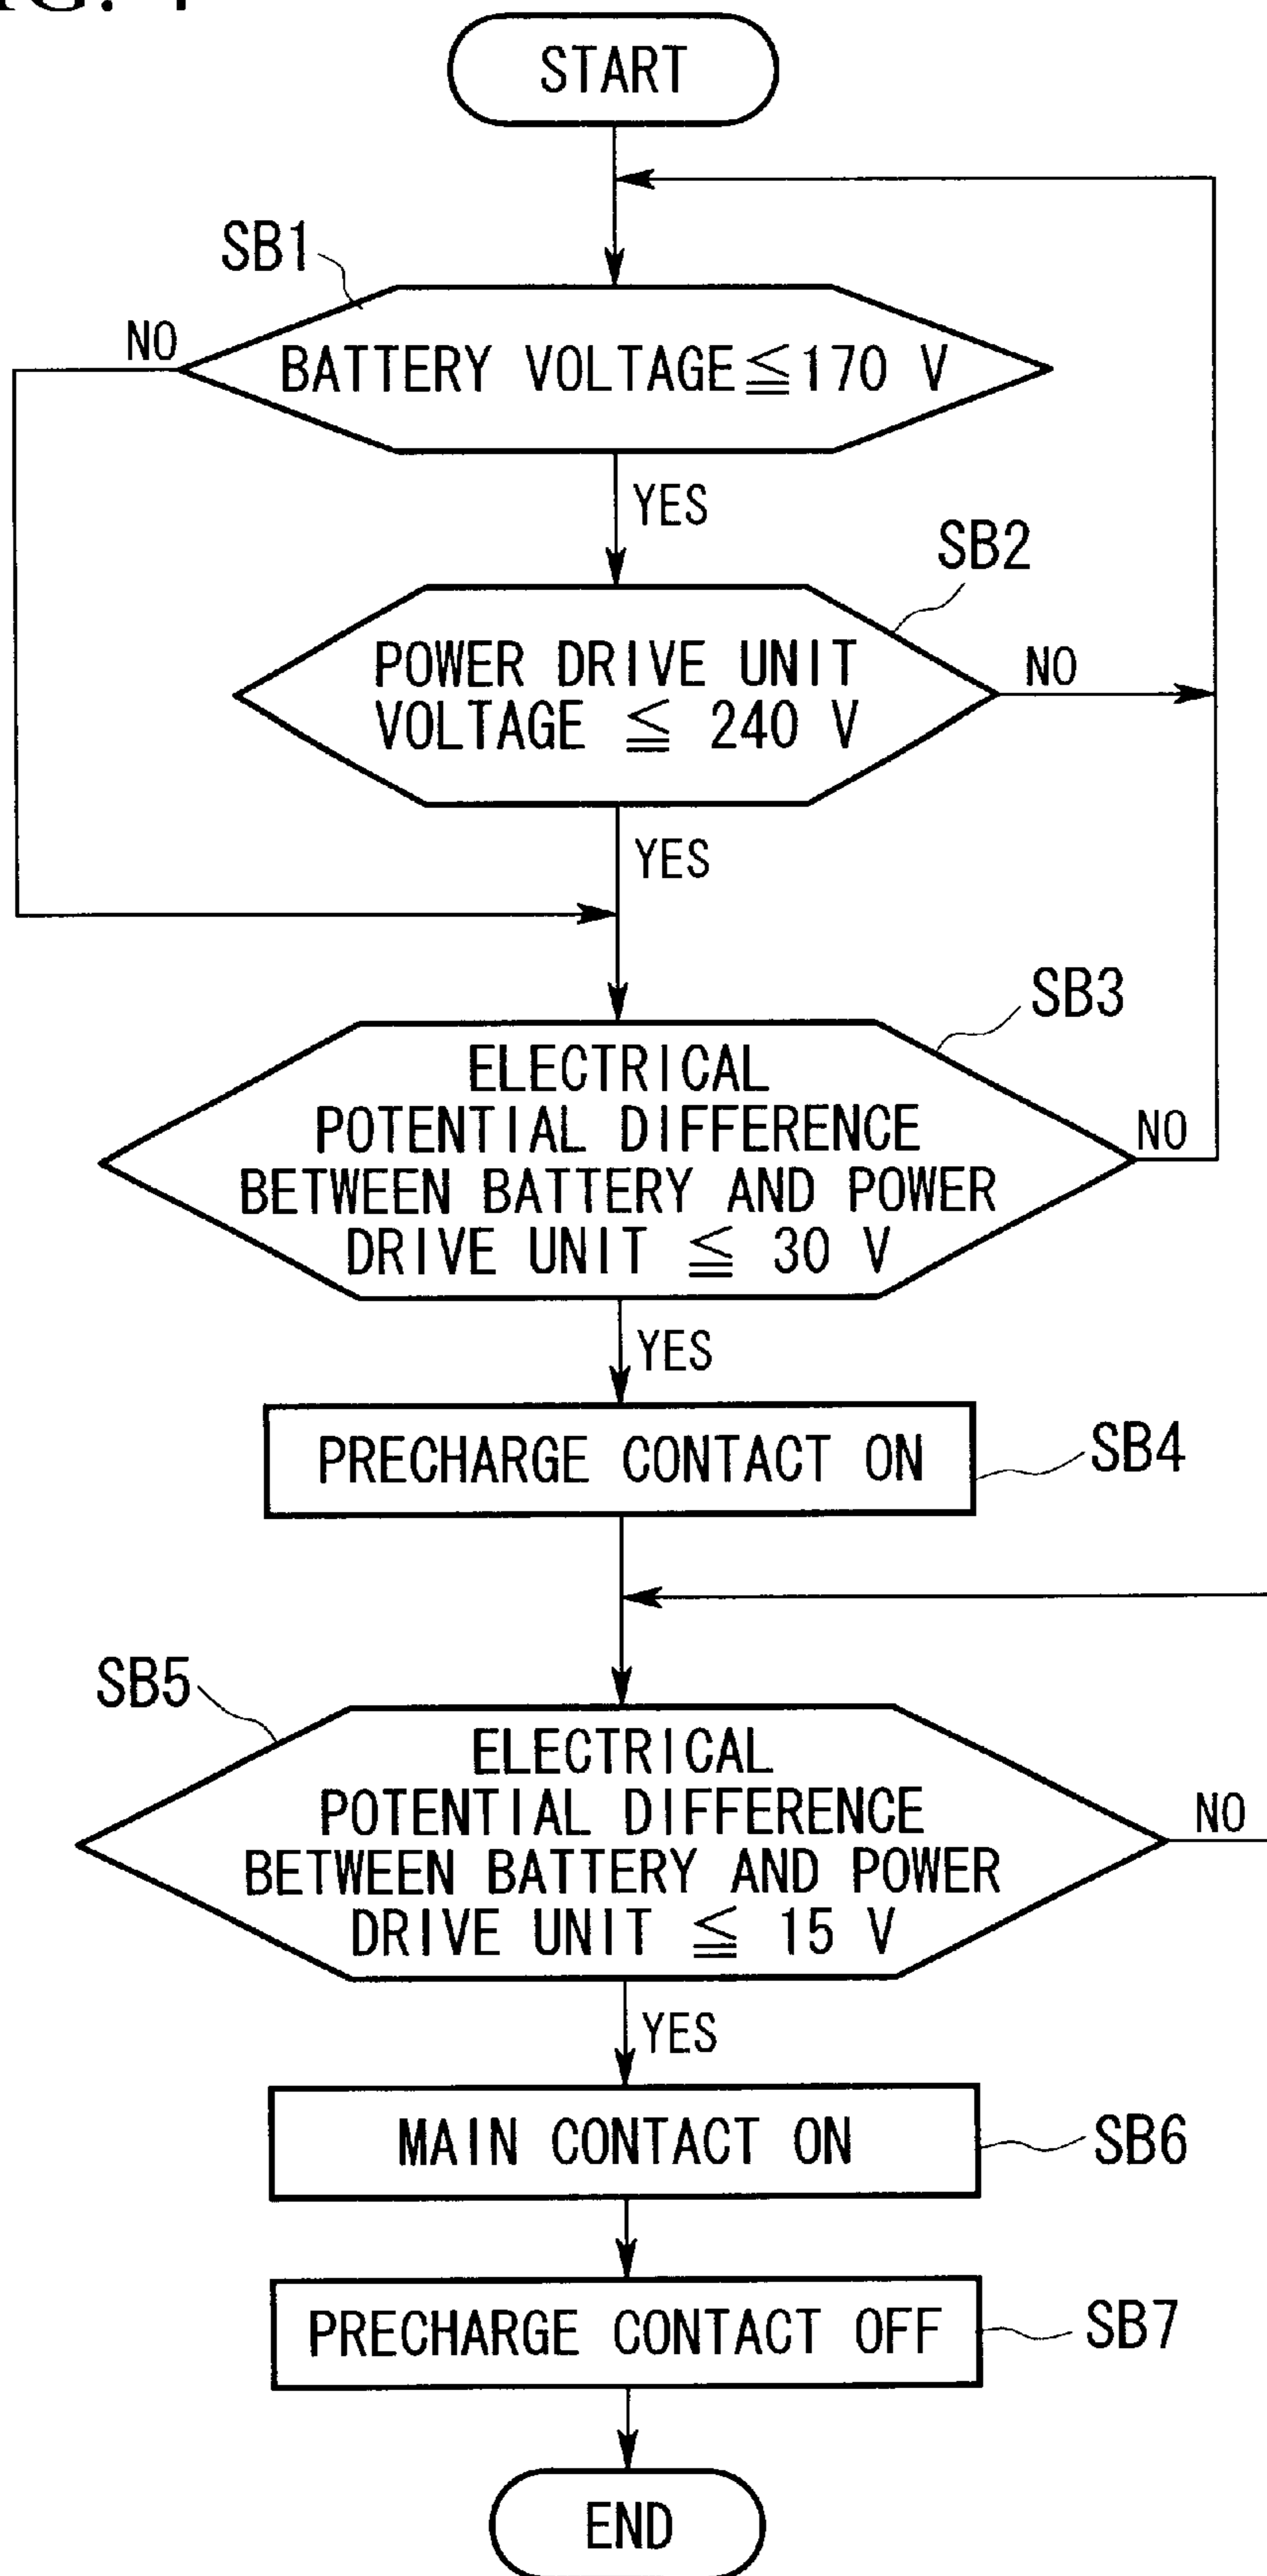 START
SB1
NO
BATTERY VOLTAGE≦170 V
YES
SB2
POWER DRIVE UNIT
VOLTAGE ≦ 240 V
NO
YES
SB3
ELECTRICAL
POTENTIAL DIFFERENCE
BETWEEN BATTERY AND POWER
DRIVE UNIT ≦ 30 V
NO
YES
PRECHARGE CONTACT ON
SB4
SB5
ELECTRICAL
POTENTIAL DIFFERENCE
BETWEEN BATTERY AND POWER
DRIVE UNIT ≦ 15 V
NO
YES
MAIN CONTACT ON
SB6
PRECHARGE CONTACT OFF
SB7
END